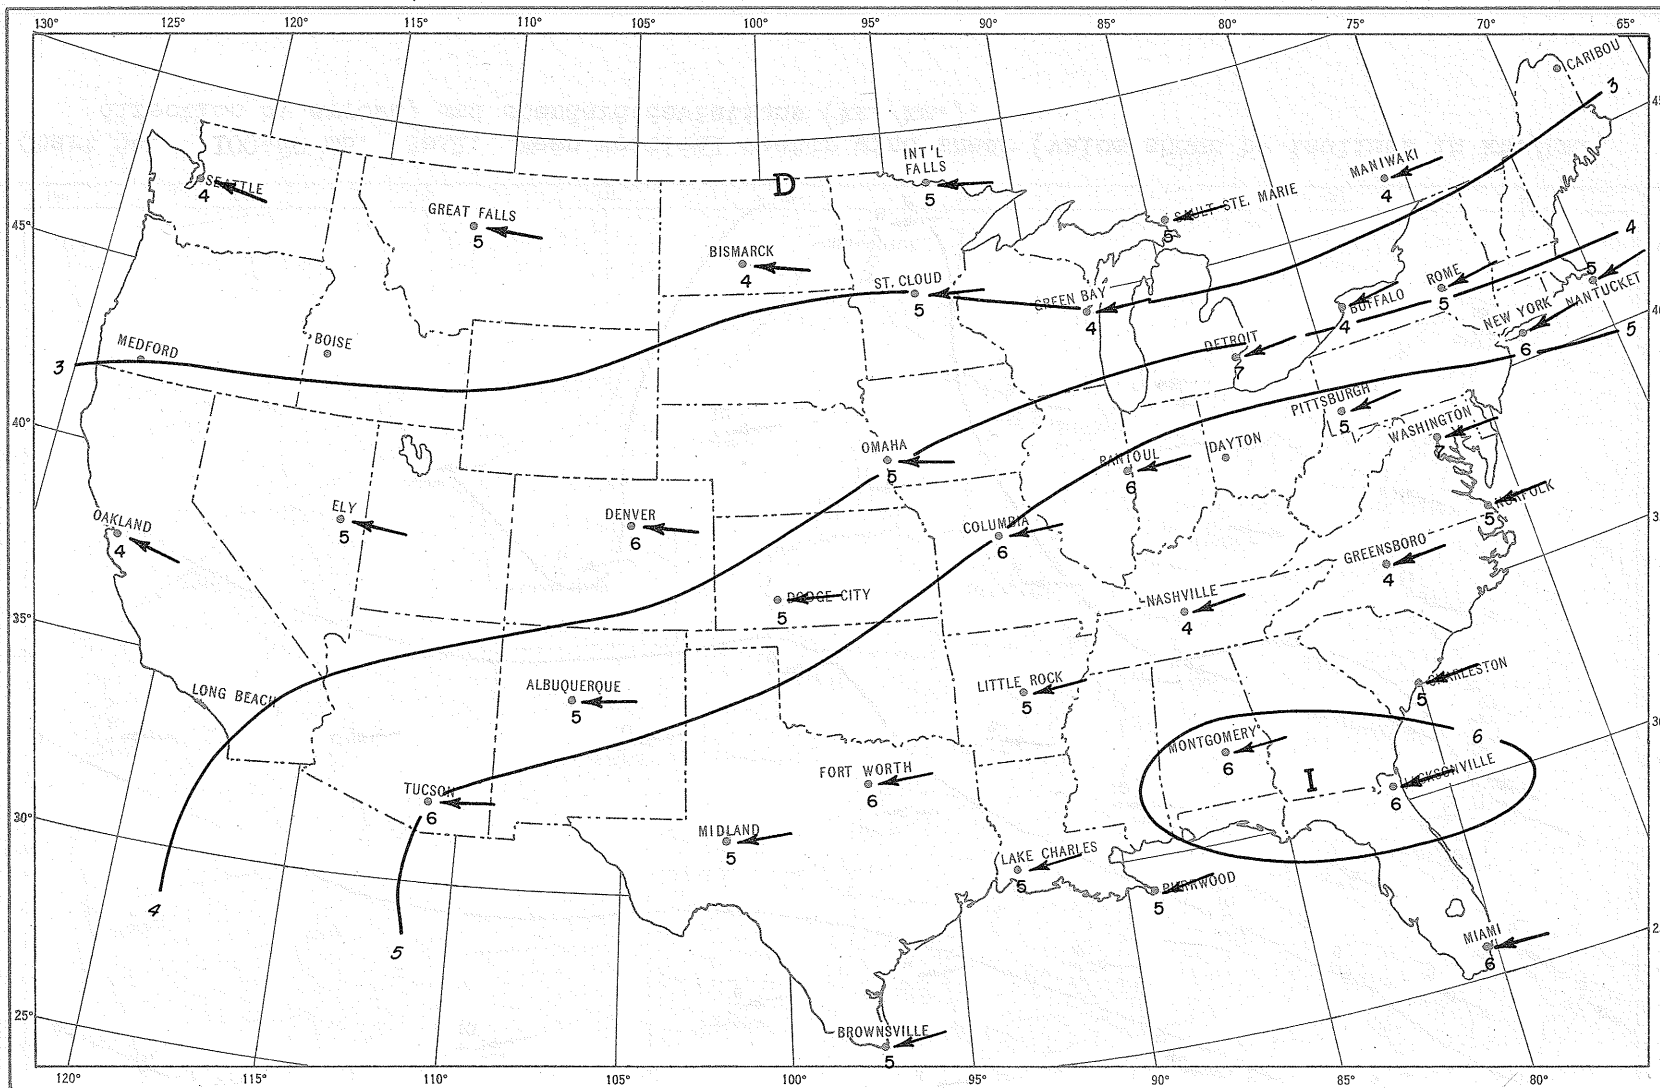 130° 125° 120° 115° 110° 105° 100° 95° 90° 85° 80° 75° 70° 65°
CARIBOU
3
INT'L
FALLS
5
MANIWAKI
4
SEATTLE
4
D
SAULT STE. MARIE
5
GREAT FALLS
5
45°
BISMARCK
4
ST. CLOUD
5
GREEN BAY
4
4
ROME
5
BUFFALO
4
5
NANTUCKET
NEW YORK
6
5
MEDFORD
BOISE
3
DETROIT
7
40°
PITTSBURGH
5
WASHINGTON
7
OMAHA
5
RANTOUL
6
DAYTON
NORFOLK
5
OAKLAND
4
ELY
5
DENVER
6
COLUMBIA
6
GREENSBORO
4
DODGE CITY
5
NASHVILLE
4
35°
LONG BEACH
ALBUQUERQUE
5
LITTLE ROCK
5
CHARLESTON
5
MONTGOMERY
6
6
I
JACKSONVILLE
6
FORT WORTH
6
TUCSON
6
30°
MIDLAND
5
LAKE CHARLES
5
BURRWOOD
5
4
5
MIAMI
6
25°
BROWNSVILLE
5
120° 115° 110° 105° 100° 95° 90° 85° 80°